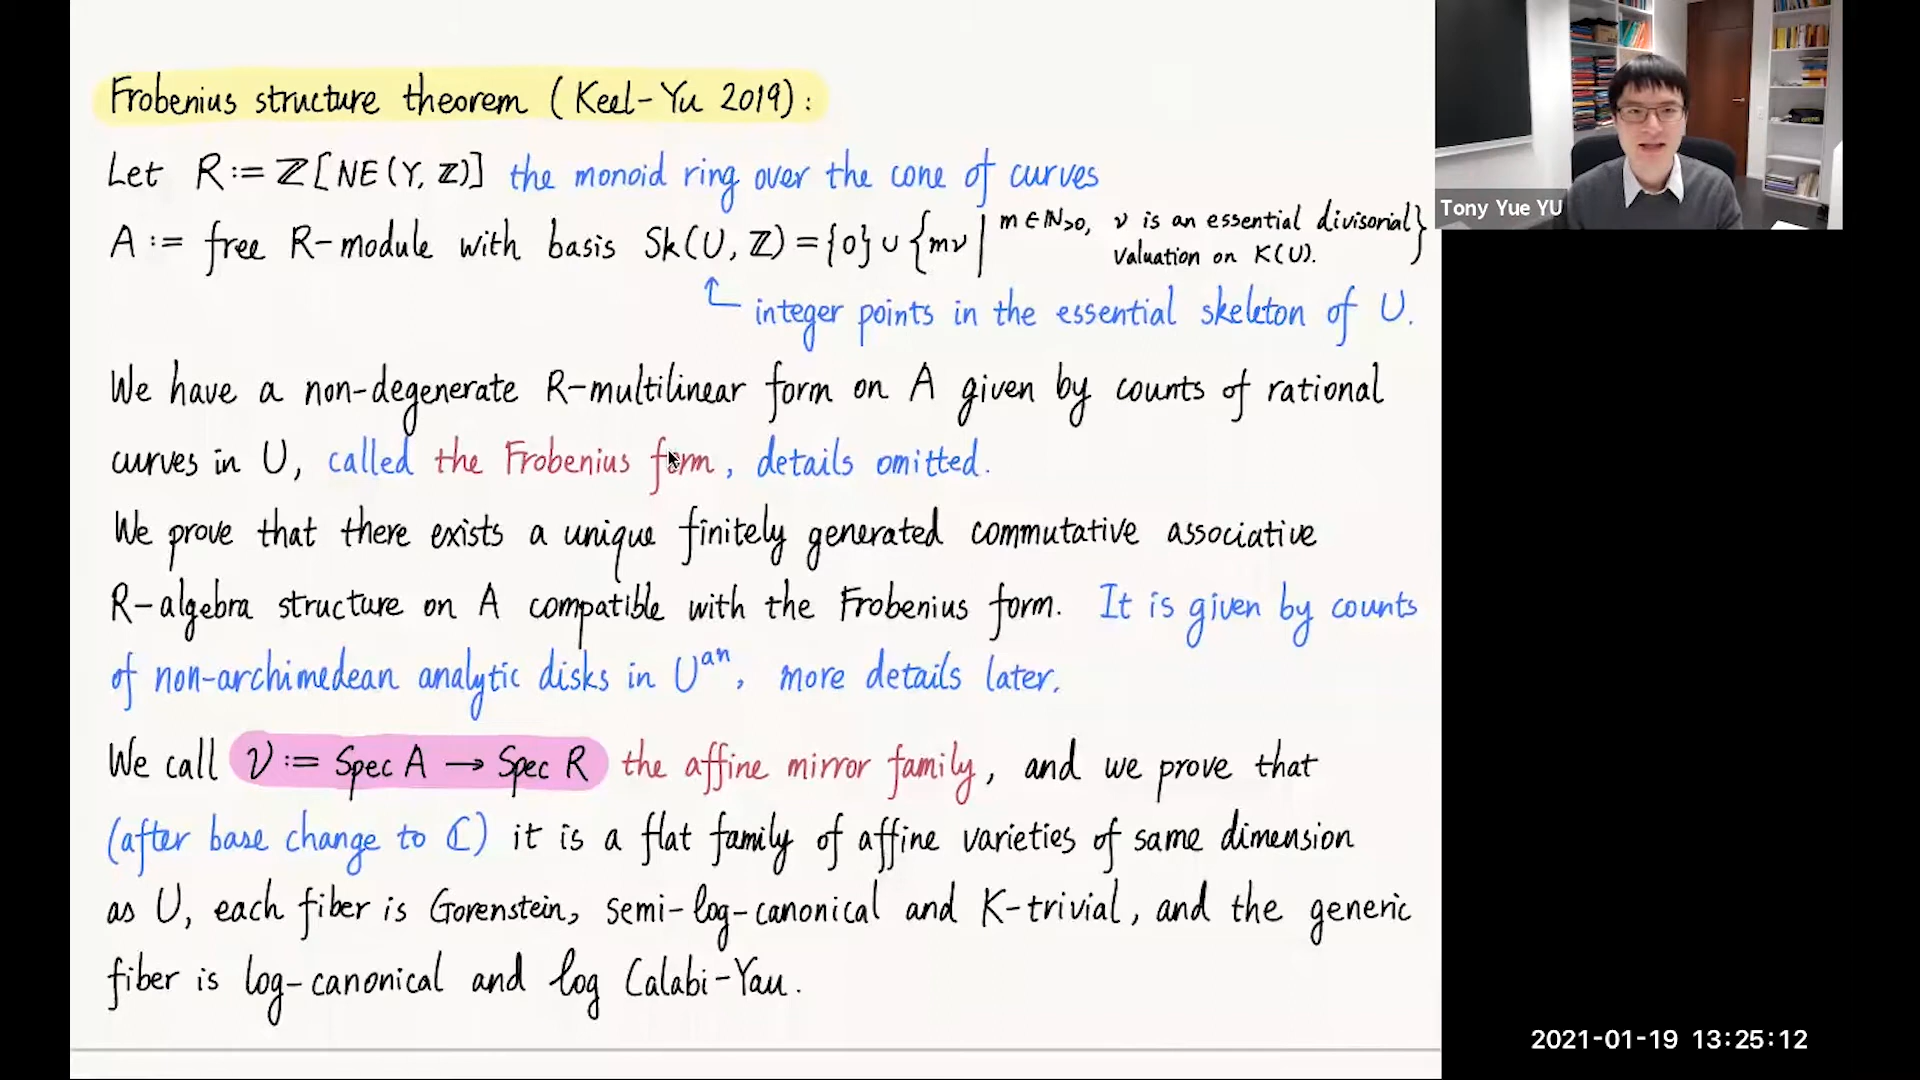 Frobenius structure theorem (Keel-Yu 2019):
Let R := ℤ[NE(Y, ℤ)] the monoid ring over the cone of curves
A := free R-module with basis Sk(U, ℤ) = {0} ∪ {mν | m ∈ ℕ>0, ν is an essential divisorial valuation on K(U).}
↑ integer points in the essential skeleton of U.
We have a non-degenerate R-multilinear form on A given by counts of rational
curves in U, called the Frobenius form, details omitted.
We prove that there exists a unique finitely generated commutative associative
R-algebra structure on A compatible with the Frobenius form. It is given by counts
of non-archimedean analytic disks in U^an, more details later.
We call 𝒱 := Spec A → Spec R the affine mirror family, and we prove that
(after base change to ℂ) it is a flat family of affine varieties of same dimension
as U, each fiber is Gorenstein, semi-log-canonical and K-trivial, and the generic
fiber is log-canonical and log Calabi-Yau.
Tony Yue YU
2021-01-19 13:25:12